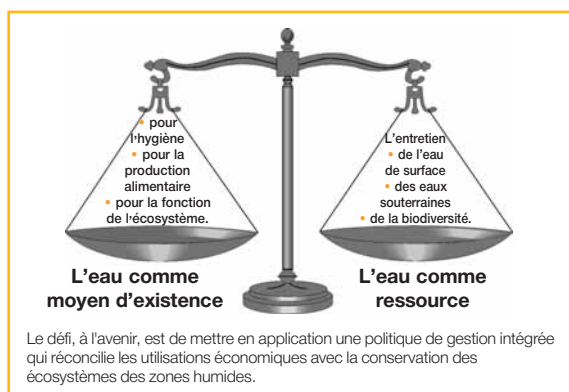 • pour
l'hygiène
• pour la
production
alimentaire
• pour la fonction
de l'écosystème.
L'entretien
• de l'eau
de surface
• des eaux
souterraines
• de la biodiversité.
L'eau comme
moyen d'existence
L'eau comme
ressource
Le défi, à l'avenir, est de mettre en application une politique de gestion intégrée
qui réconcilie les utilisations économiques avec la conservation des
écosystèmes des zones humides.